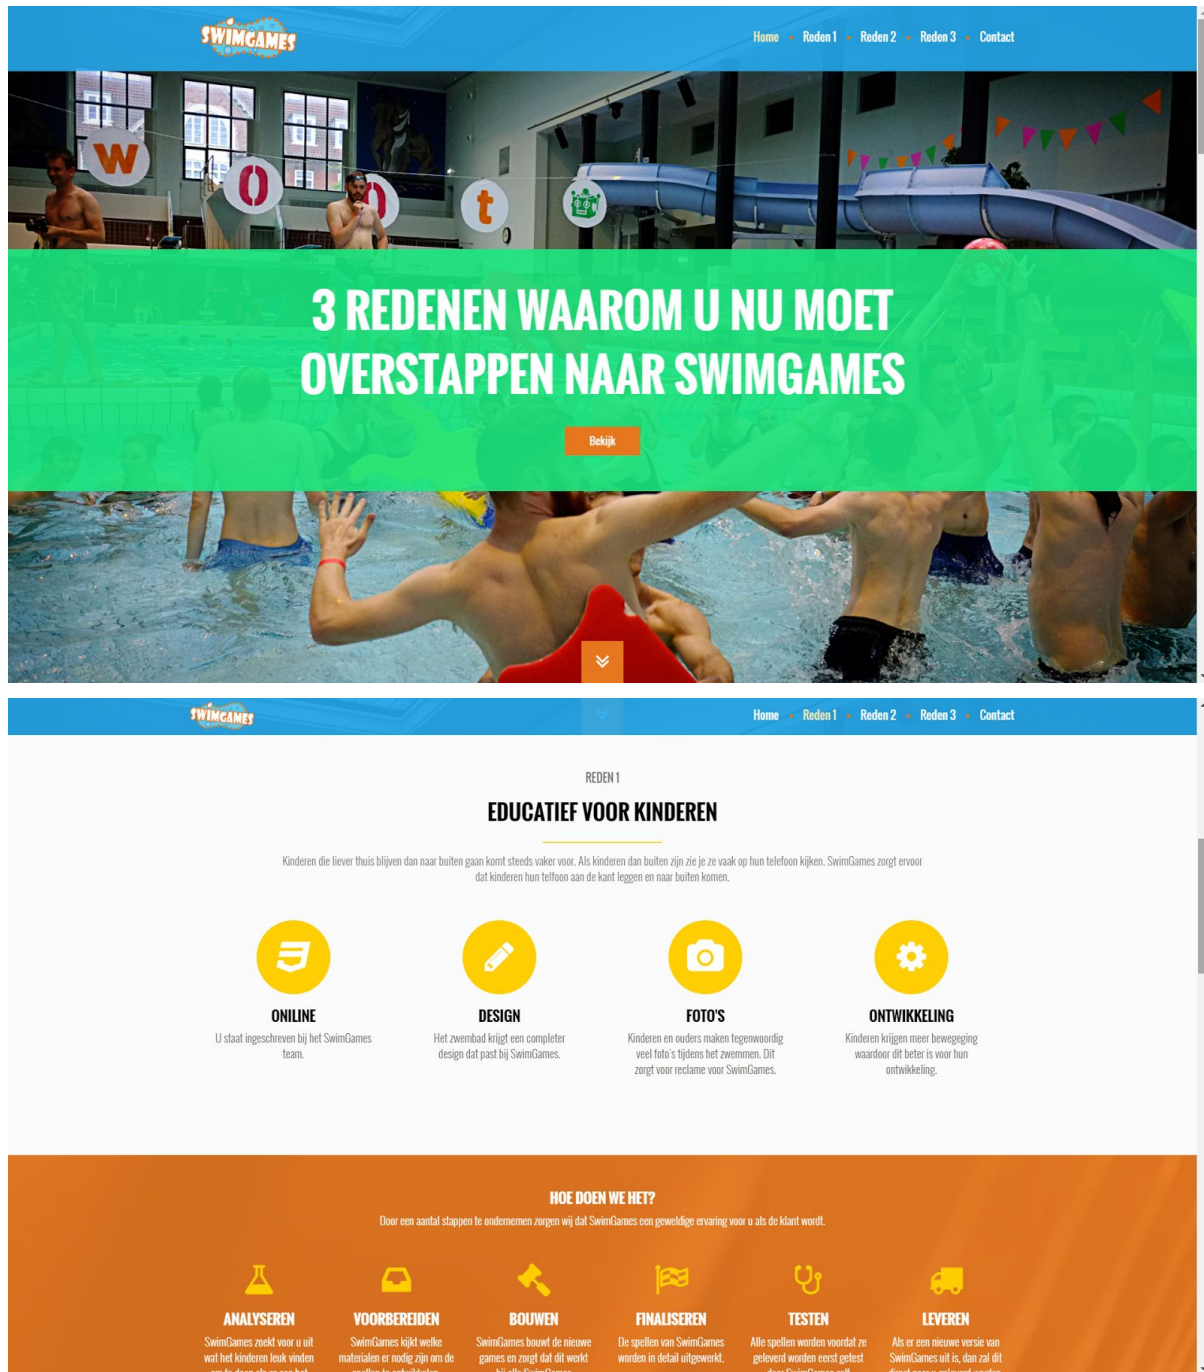 SWIMGAMES
Home Reden 1 Reden 2 Reden 3 Contact
w o o t
3 REDENEN WAAROM U NU MOET
OVERSTAPPEN NAAR SWIMGAMES
Bekijk
SWIMGAMES
Home Reden 1 Reden 2 Reden 3 Contact
REDEN 1
EDUCATIEF VOOR KINDEREN
Kinderen die liever thuis blijven dan naar buiten gaan komt steeds vaker voor. Als kinderen dan buiten zijn zie je ze vaak op hun telefoon kijken. SwimGames zorgt ervoor
dat kinderen hun telfoon aan de kant leggen en naar buiten komen.
ONILINE
U staat ingeschreven bij het SwimGames
team.
DESIGN
Het zwembad krijgt een completer
design dat past bij SwimGames.
FOTO'S
Kinderen en ouders maken tegenwoordig
veel foto's tijdens het zwemmen. Dit
zorgt voor reclame voor SwimGames.
ONTWIKKELING
Kinderen krijgen meer bewegeging
waardoor dit beter is voor hun
ontwikkeling.
HOE DOEN WE HET?
Door een aantal stappen te ondernemen zorgen wij dat SwimGames een geweldige ervaring voor u als de klant wordt.
ANALYSEREN
SwimGames zoekt voor u uit
wat het kinderen leuk vinden
VOORBEREIDEN
SwimGames kijkt welke
materialen er nodig zijn om de
BOUWEN
SwimGames bouwt de nieuwe
games en zorgt dat dit werkt
FINALISEREN
De spellen van SwimGames
worden in detail uitgewerkt.
TESTEN
Alle spellen worden voordat ze
geleverd worden eerst getest
LEVEREN
Als er een nieuwe versie van
SwimGames uit is, dan zal dit